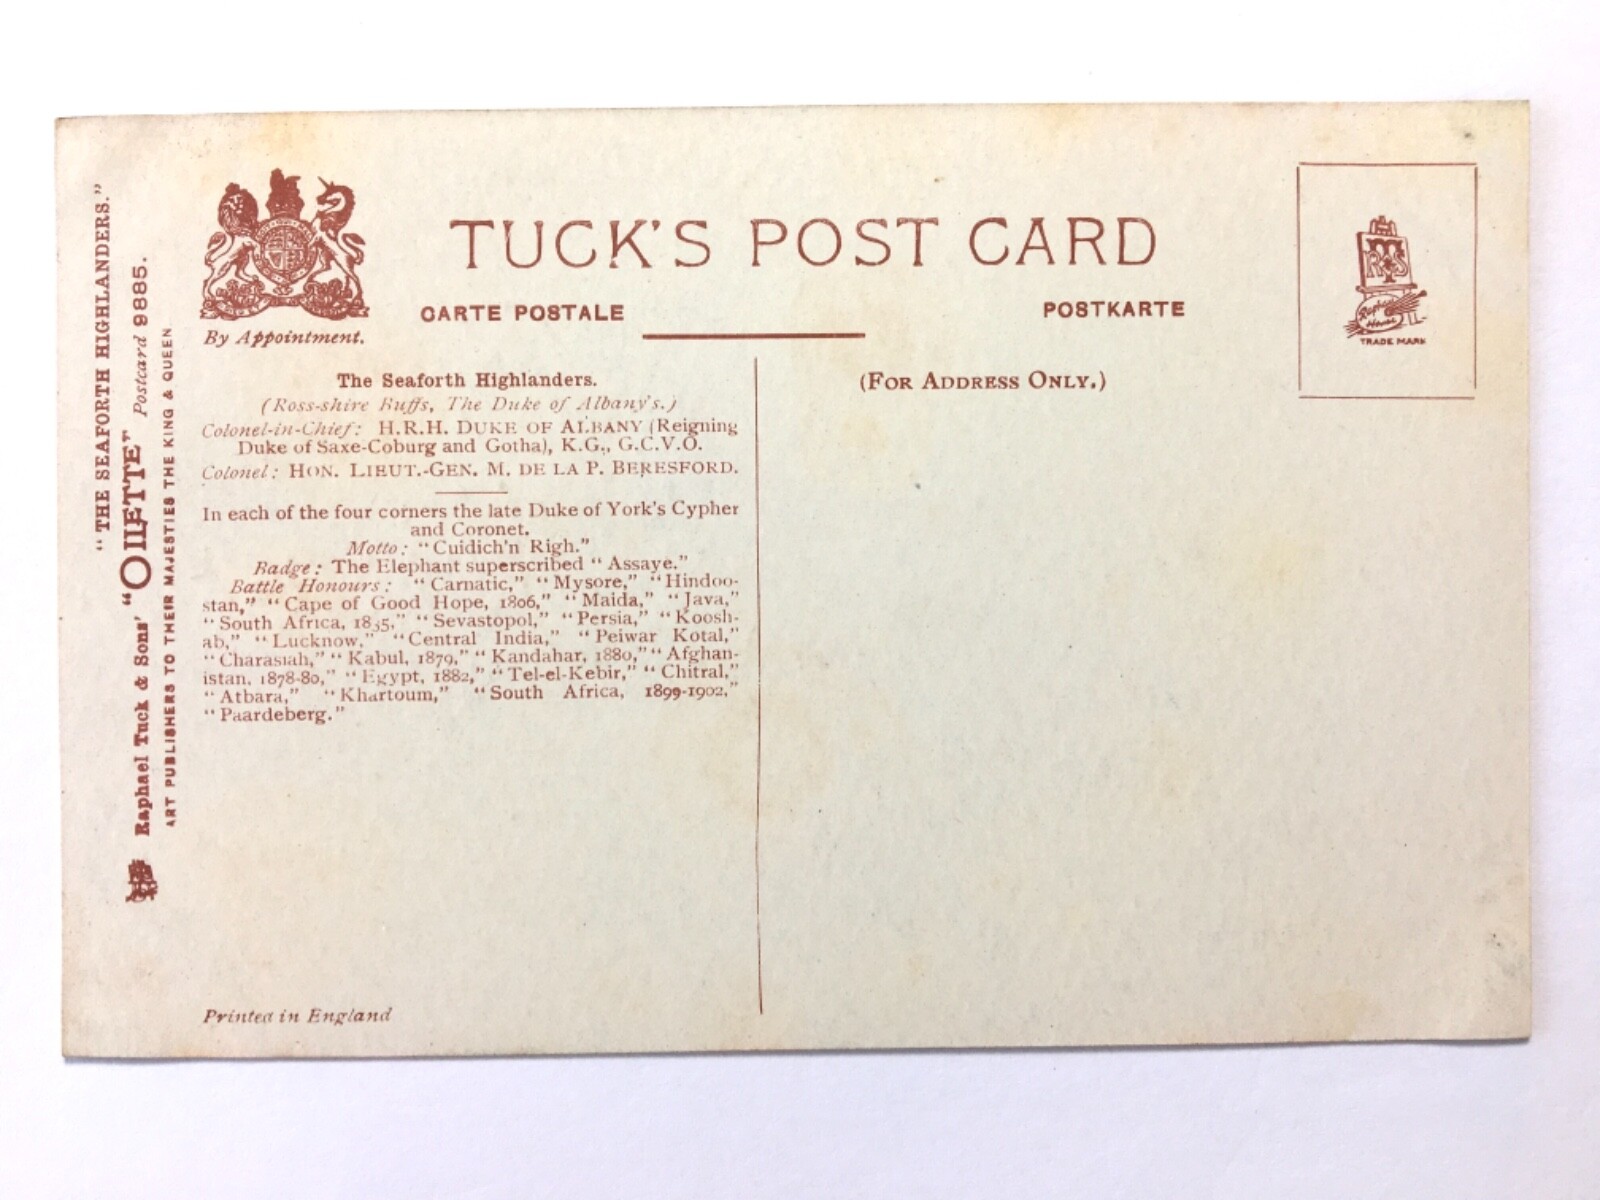 "THE SEAFORTH HIGHLANDERS."
Raphael Tuck & Sons' "OILETTE" Postcard 9885.
ART PUBLISHERS TO THEIR MAJESTIES THE KING & QUEEN
By Appointment.
TUCK'S POST CARD
CARTE POSTALE
POSTKARTE
The Seaforth Highlanders.
(Ross-shire Buffs, The Duke of Albany's.)
Colonel-in-Chief: H.R.H. DUKE OF ALBANY (Reigning
Duke of Saxe-Coburg and Gotha), K.G., G.C.V.O.
Colonel: HON. LIEUT.-GEN. M. DE LA P. BERESFORD.
In each of the four corners the late Duke of York's Cypher
and Coronet.
Motto: "Cuidich'n Righ."
Badge: The Elephant superscribed "Assaye."
Battle Honours: "Carnatic," "Mysore," "Hindoo-
stan," "Cape of Good Hope, 1806," "Maida," "Java,"
"South Africa, 1835," "Sevastopol," "Persia," "Koosh-
ab," "Lucknow," "Central India," "Peiwar Kotal,"
"Charasiah," "Kabul, 1879," "Kandahar, 1880," "Afghan-
istan, 1878-80," "Egypt, 1882," "Tel-el-Kebir," "Chitral,"
"Atbara," "Khartoum," "South Africa, 1899-1902,"
"Paardeberg."
Printed in England
(FOR ADDRESS ONLY.)
RTS
Raphael
House
TRADE MARK